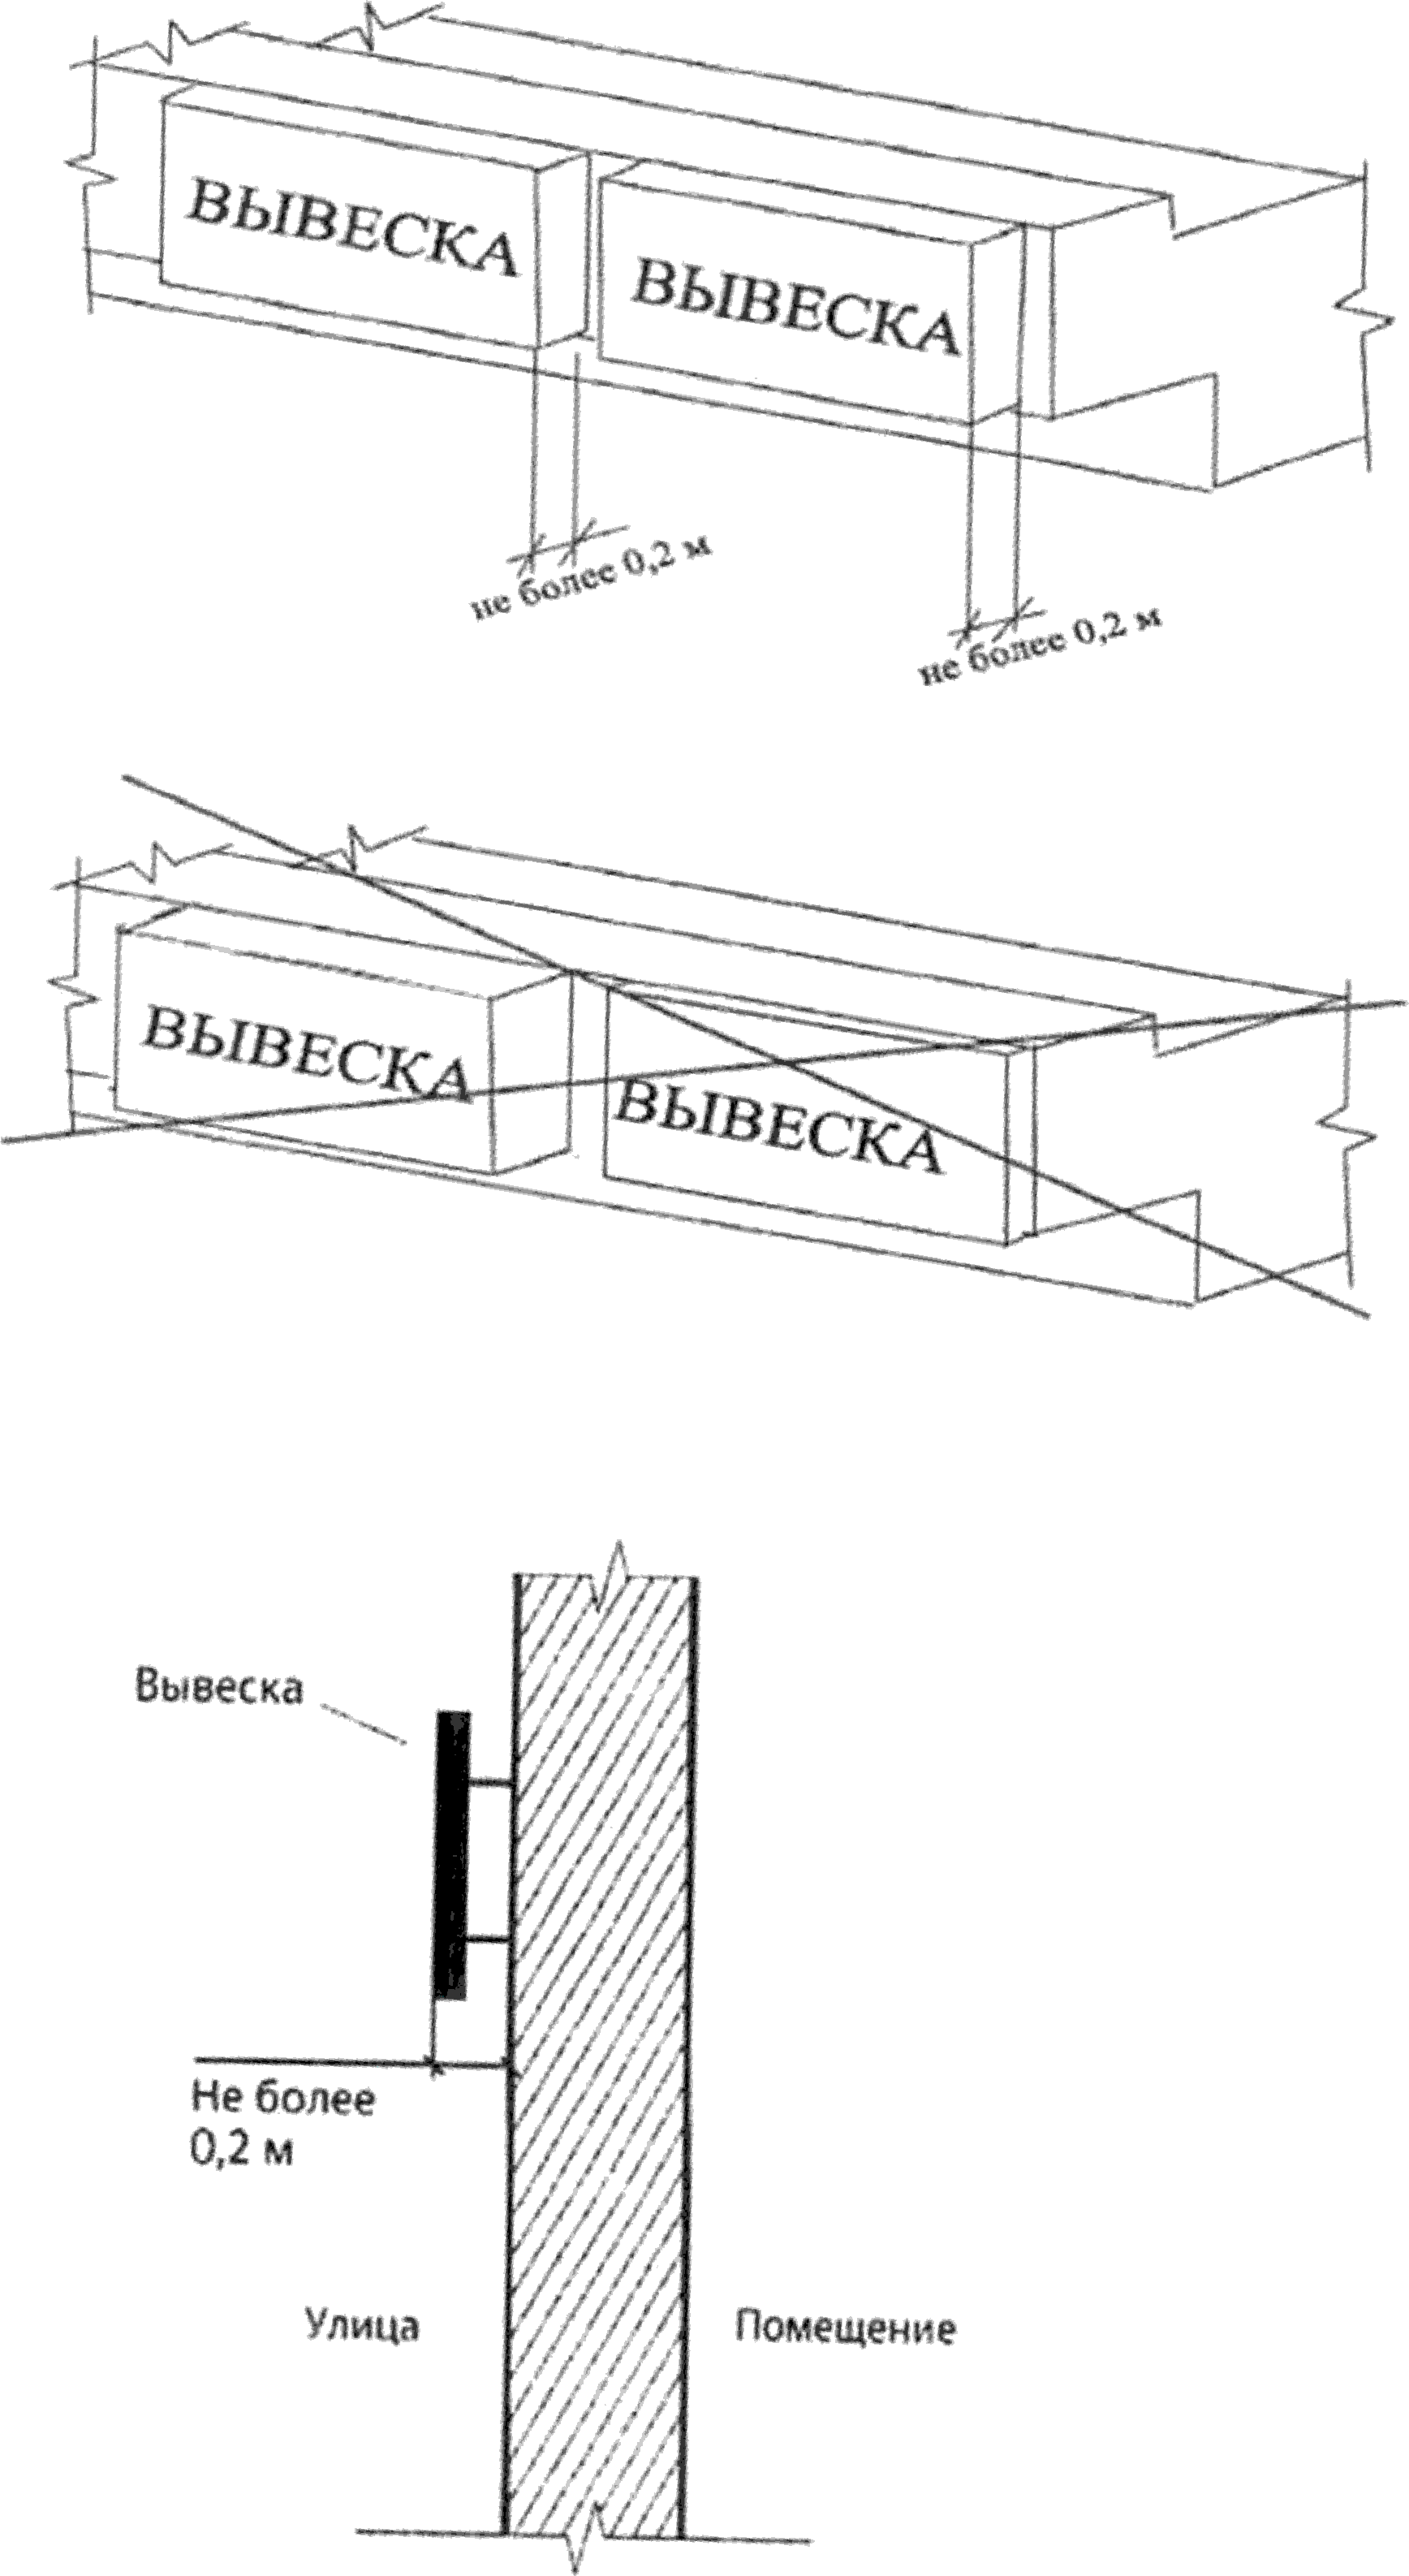 ВЫВЕСКА
ВЫВЕСКА
не более 0,2 м
не более 0,2 м
ВЫВЕСКА
ВЫВЕСКА
Вывеска
Не более
0,2 м
Улица
Помещение